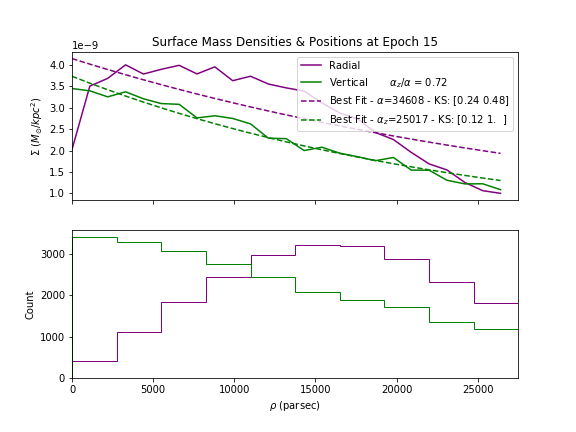 Surface Mass Densities & Positions at Epoch 15
1e−9
4.0
3.5
3.0
2.5
2.0
1.5
1.0
Σ (M⊙/kpc²)
Radial
Vertical α_z/α = 0.72
Best Fit - α=34608 - KS: [0.24 0.48]
Best Fit - α_z=25017 - KS: [0.12 1. ]
3000
2000
1000
0
Count
0 5000 10000 15000 20000 25000
ρ (parsec)